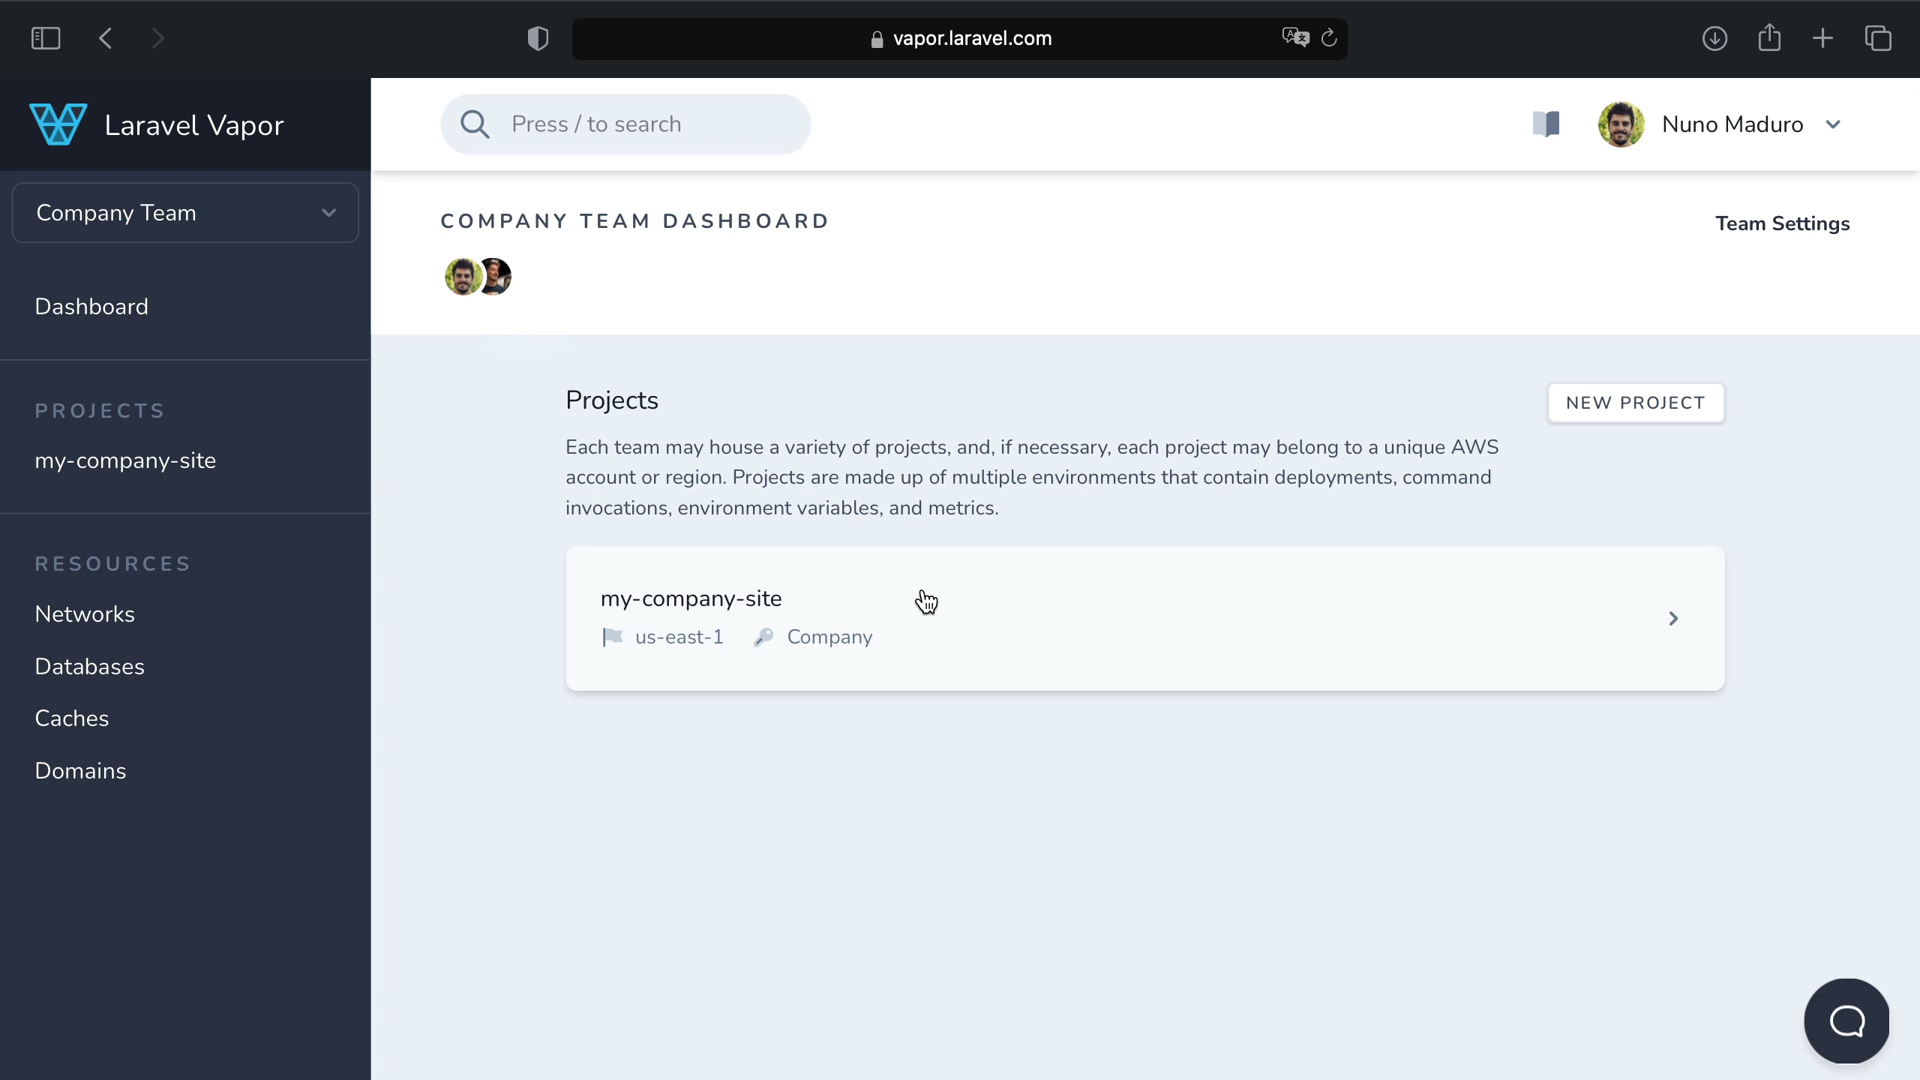 vapor.laravel.com
Laravel Vapor
Press / to search
Nuno Maduro
Company Team
COMPANY TEAM DASHBOARD
Team Settings
Dashboard
PROJECTS
my-company-site
RESOURCES
Networks
Databases
Caches
Domains
Projects
NEW PROJECT
Each team may house a variety of projects, and, if necessary, each project may belong to a unique AWS
account or region. Projects are made up of multiple environments that contain deployments, command
invocations, environment variables, and metrics.
my-company-site
us-east-1 Company